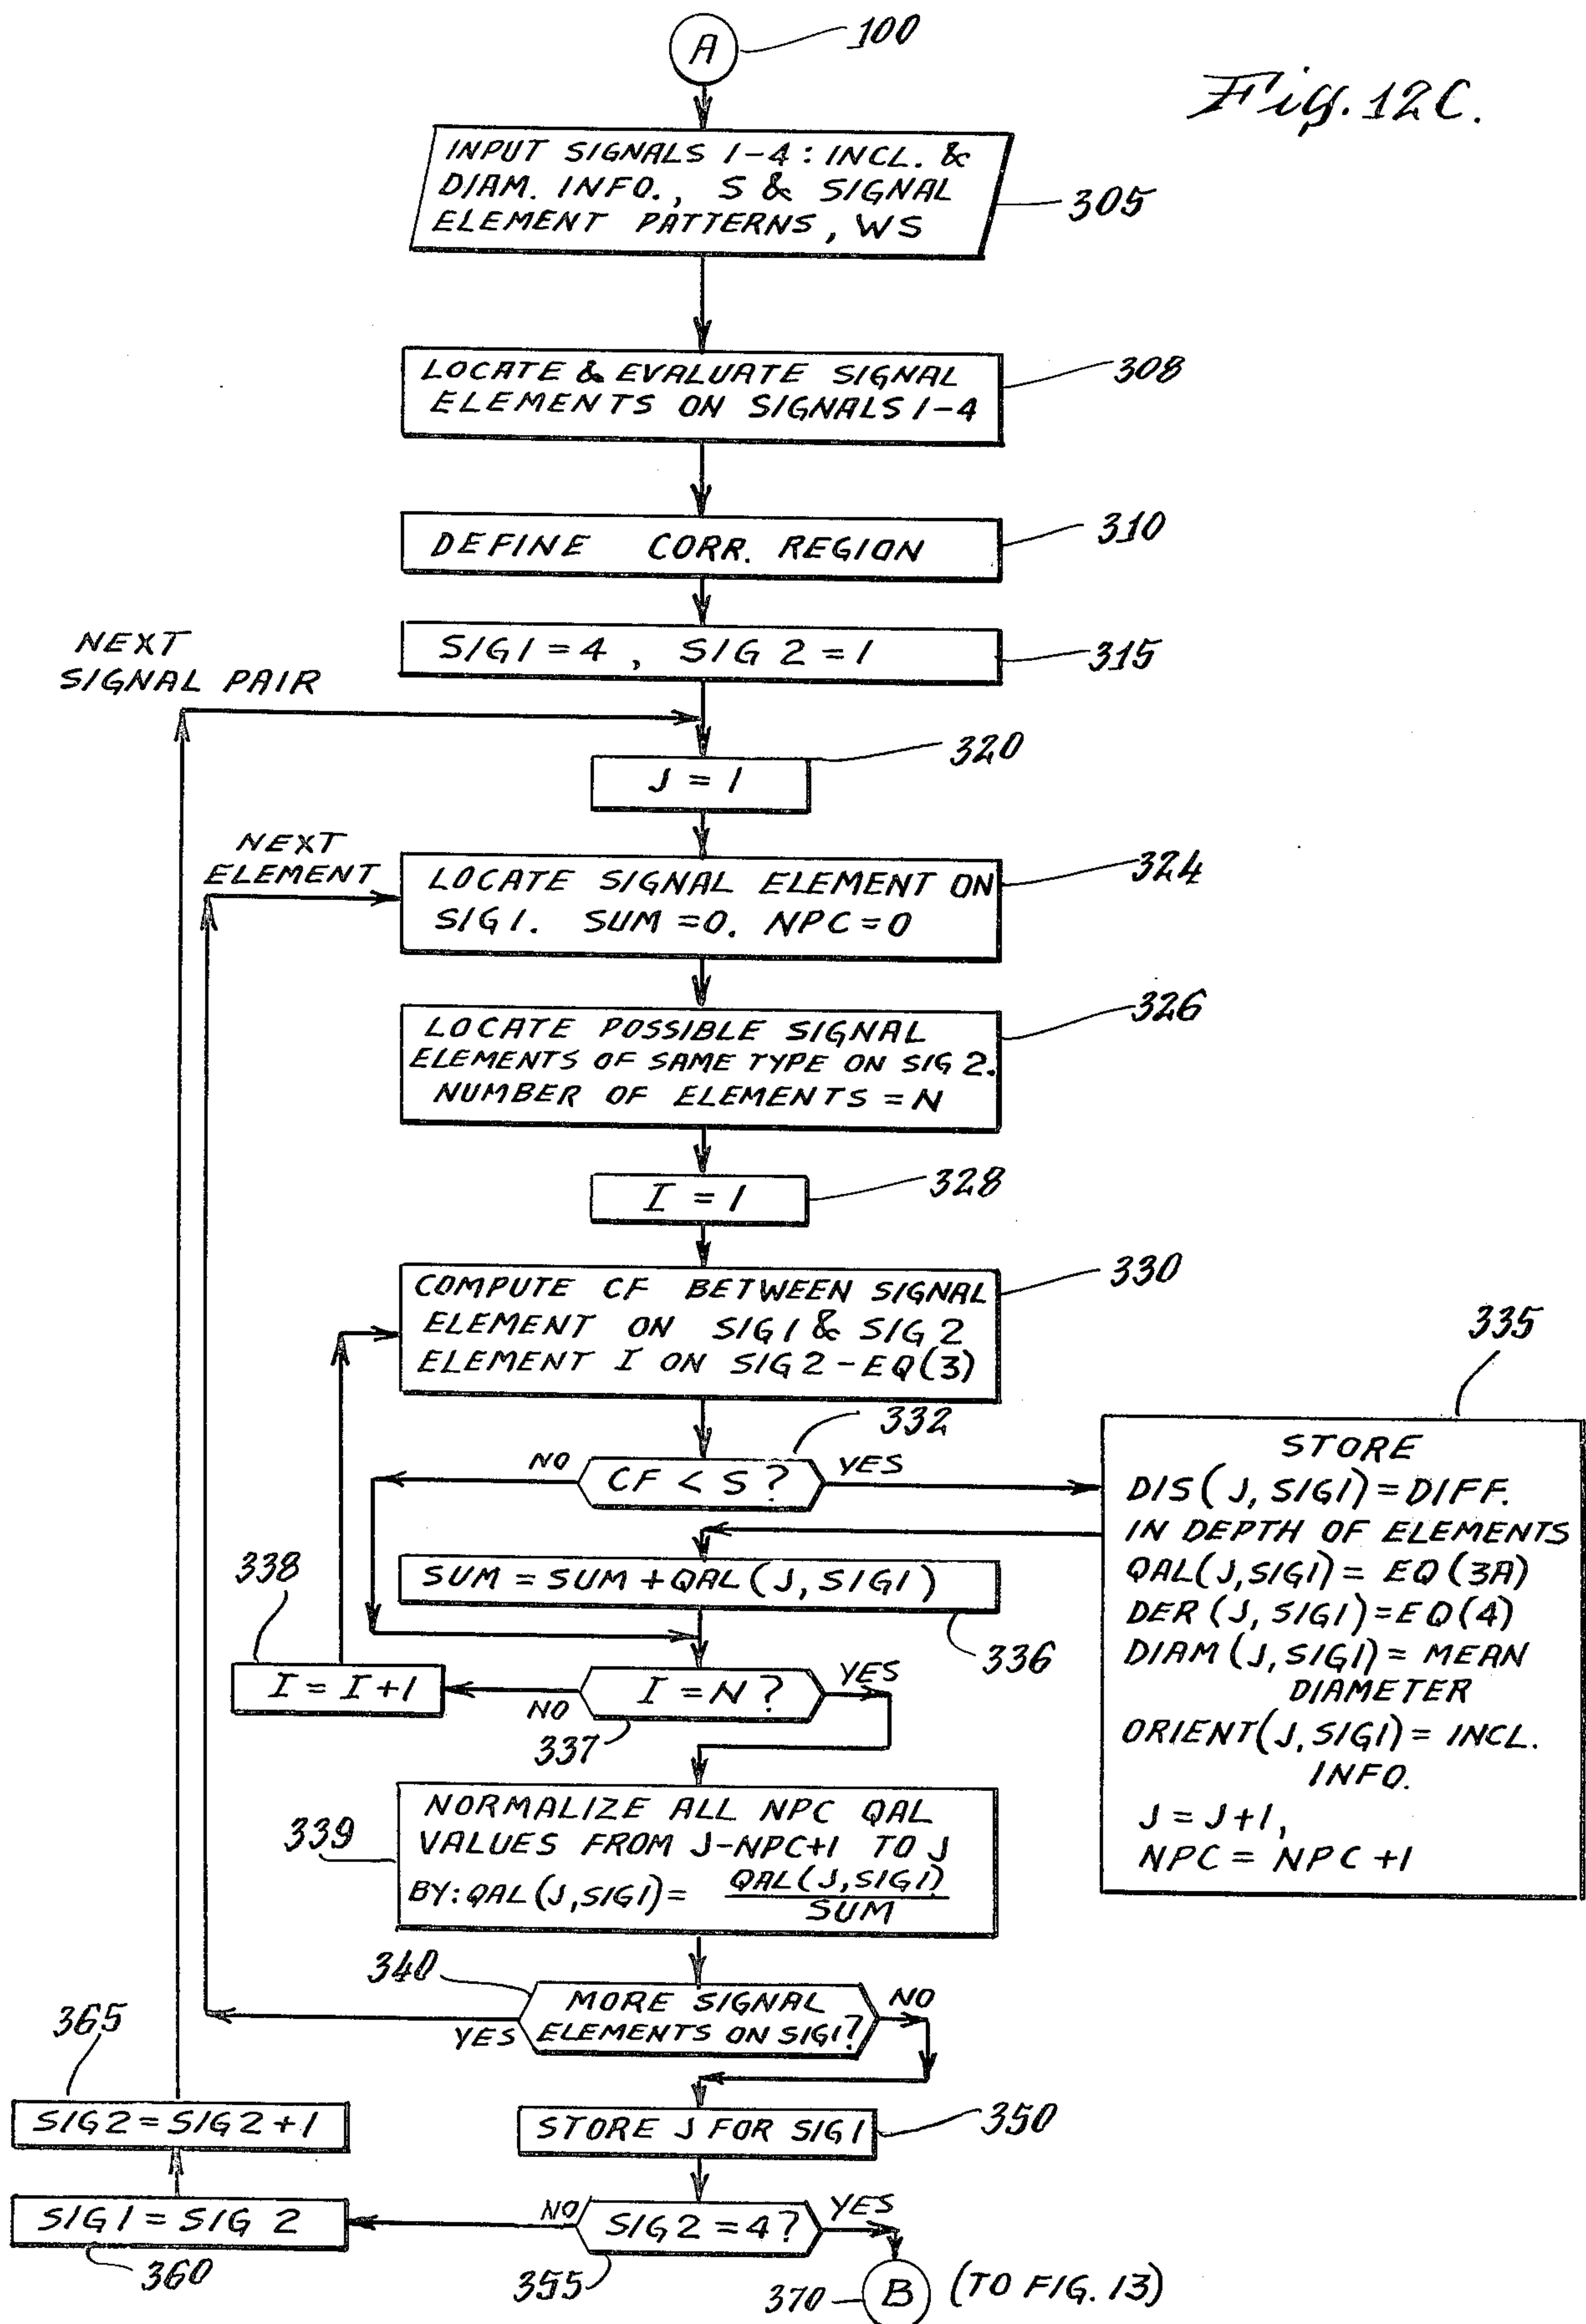 A
100
Fig. 12C.
INPUT SIGNALS 1-4: INCL. &
DIAM. INFO., S & SIGNAL
ELEMENT PATTERNS, WS
305
LOCATE & EVALUATE SIGNAL
ELEMENTS ON SIGNALS 1-4
308
DEFINE CORR. REGION
310
SIG1 = 4, SIG 2 = 1
315
NEXT
SIGNAL PAIR
J = 1
320
NEXT
ELEMENT
LOCATE SIGNAL ELEMENT ON
SIG1. SUM = 0. NPC = 0
324
LOCATE POSSIBLE SIGNAL
ELEMENTS OF SAME TYPE ON SIG 2.
NUMBER OF ELEMENTS = N
326
I = 1
328
COMPUTE CF BETWEEN SIGNAL
ELEMENT ON SIG1 & SIG 2
ELEMENT I ON SIG 2 - EQ(3)
330
CF < S?
332
NO
YES
335
STORE
DIS(J, SIG1) = DIFF.
IN DEPTH OF ELEMENTS
QAL(J,SIG1) = EQ (3A)
DER (J, SIG1) = EQ(4)
DIAM (J,SIG1) = MEAN
DIAMETER
ORIENT(J,SIG1) = INCL.
INFO.
J = J+1,
NPC = NPC +1
SUM = SUM + QAL(J, SIG1)
336
338
I = I+1
I = N?
NO
YES
337
NORMALIZE ALL NPC QAL
VALUES FROM J-NPC+1 TO J
BY: QAL(J,SIG1) = QAL(J,SIG1)
SUM
339
340
MORE SIGNAL
ELEMENTS ON SIG1?
YES
NO
365
SIG2 = SIG2 + 1
STORE J FOR SIG1
350
SIG1 = SIG 2
360
NO
SIG 2 = 4?
YES
355
370
B
(TO FIG. 13)